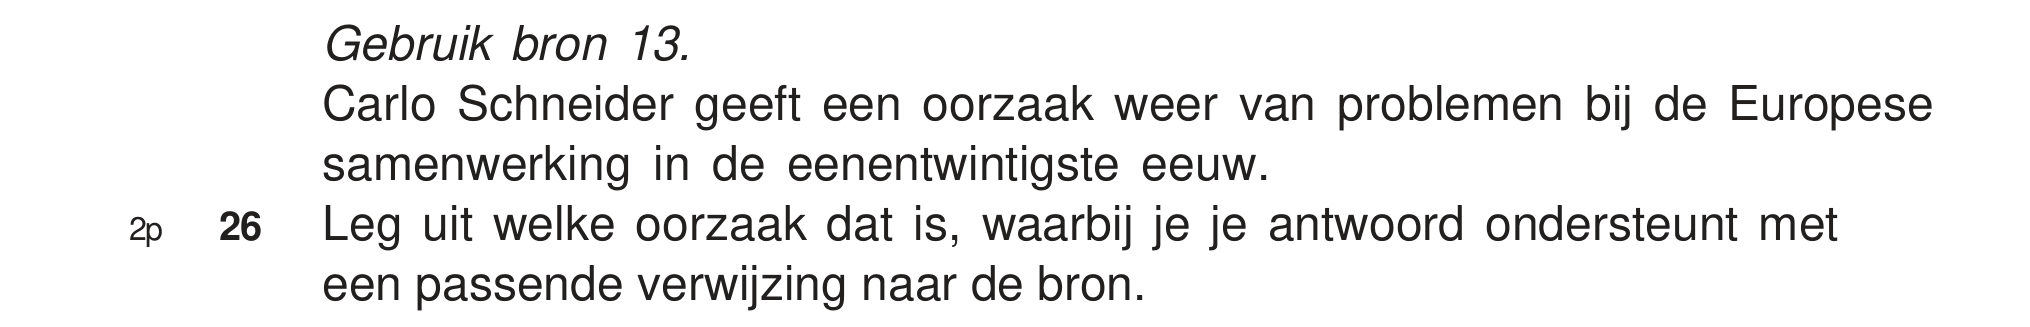 Gebruik bron 13.
Carlo Schneider geeft een oorzaak weer van problemen bij de Europese
samenwerking in de eenentwintigste eeuw.
2p 26 Leg uit welke oorzaak dat is, waarbij je je antwoord ondersteunt met
een passende verwijzing naar de bron.